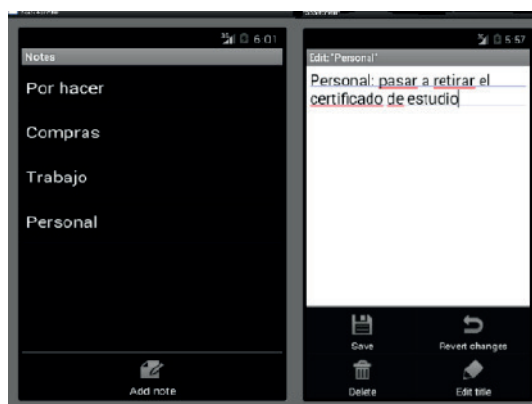 6:01
Notes
Por hacer
Compras
Trabajo
Personal
Add note
5:57
Edit: "Personal"
Personal: pasar a retirar el
certificado de estudio
Save
Revert changes
Delete
Edit title